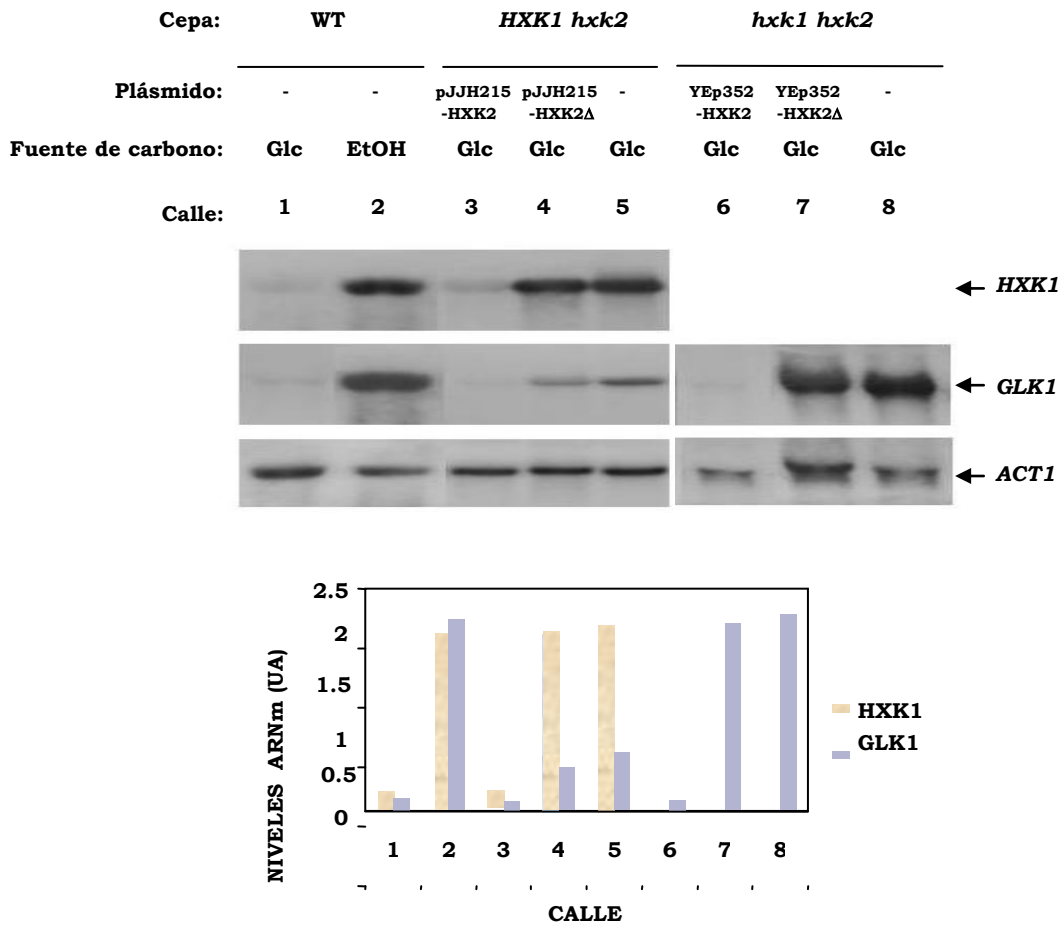 Cepa: WT HXK1 hxk2 hxk1 hxk2
Plásmido: - - pJJH215 -HXK2 pJJH215 -HXK2Δ - YEp352 -HXK2 YEp352 -HXK2Δ -
Fuente de carbono: Glc EtOH Glc Glc Glc Glc Glc Glc
Calle: 1 2 3 4 5 6 7 8
HXK1
GLK1
ACT1
2.5
2
1.5
1
0.5
0
NIVELES ARNm (UA)
HXK1
GLK1
1 2 3 4 5 6 7 8
CALLE